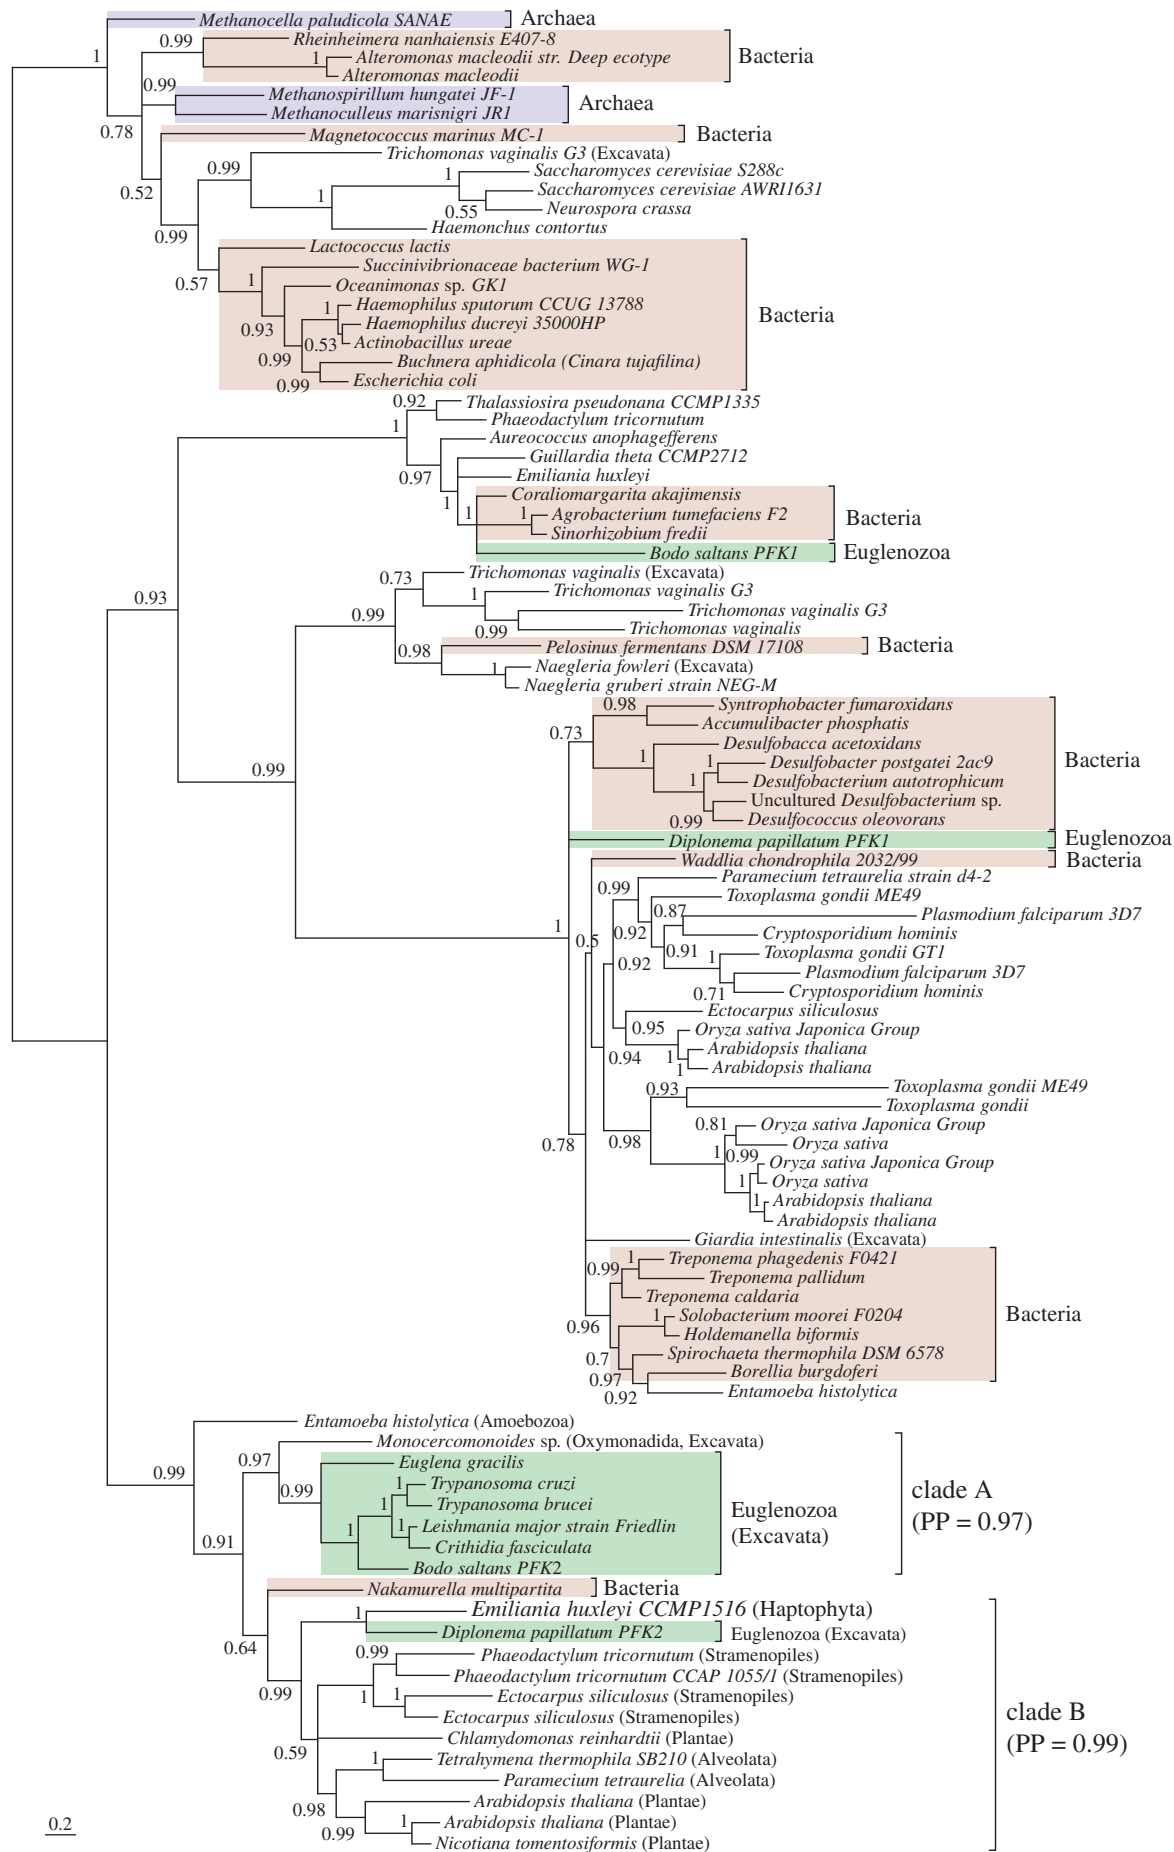 Methanocella paludicola SANAE Archaea
0.99 Rheinheimera nanhaiensis E407-8
1 1 Alteromonas macleodii str. Deep ecotype Bacteria
Alteromonas macleodii
0.99 Methanospirillum hungatei JF-1 Archaea
0.78 Methanoculleus marisnigri JR1
Magnetococcus marinus MC-1 Bacteria
0.99 Trichomonas vaginalis G3 (Excavata)
0.52 1 Saccharomyces cerevisiae S288c
1 Saccharomyces cerevisiae AWRI1631
0.55 Neurospora crassa
0.99 Haemonchus contortus
Lactococcus lactis
0.57 1 Succinivibrionaceae bacterium WG-1
Oceanimonas sp. GK1
1 Haemophilus sputorum CCUG 13788 Bacteria
0.93 Haemophilus ducreyi 35000HP
0.53 Actinobacillus ureae
0.99 Buchnera aphidicola (Cinara tujafilina)
0.99 Escherichia coli
0.92 Thalassiosira pseudonana CCMP1335
1 Phaeodactylum tricornutum
Aureococcus anophagefferens
Guillardia theta CCMP2712
0.97 Emiliania huxleyi
1 Coraliomargarita akajimensis
1 1 Agrobacterium tumefaciens F2 Bacteria
Sinorhizobium fredii
Bodo saltans PFK1 Euglenozoa
0.93 0.73 Trichomonas vaginalis (Excavata)
1 Trichomonas vaginalis G3
0.99 Trichomonas vaginalis G3
0.99 Trichomonas vaginalis
0.98 Pelosinus fermentans DSM 17108 Bacteria
1 Naegleria fowleri (Excavata)
Naegleria gruberi strain NEG-M
0.98 Syntrophobacter fumaroxidans
0.73 Accumulibacter phosphatis
Desulfobacca acetoxidans
0.99 1 1 Desulfobacter postgatei 2ac9 Bacteria
1 Desulfobacterium autotrophicum
Uncultured Desulfobacterium sp.
0.99 Desulfococcus oleovorans
Diplonema papillatum PFK1 Euglenozoa
Waddlia chondrophila 2032/99 Bacteria
0.99 Paramecium tetraurelia strain d4-2
Toxoplasma gondii ME49
0.87 Plasmodium falciparum 3D7
1 0.5 0.92 Cryptosporidium hominis
0.91 1 Toxoplasma gondii GT1
0.92 Plasmodium falciparum 3D7
0.71 Cryptosporidium hominis
Ectocarpus siliculosus
0.95 Oryza sativa Japonica Group
0.94 1 Arabidopsis thaliana
1 Arabidopsis thaliana
0.93 Toxoplasma gondii ME49
Toxoplasma gondii
0.81 Oryza sativa Japonica Group
0.78 0.98 Oryza sativa
1 0.99 Oryza sativa Japonica Group
1 Oryza sativa
1 Arabidopsis thaliana
Arabidopsis thaliana
Giardia intestinalis (Excavata)
0.99 1 Treponema phagedenis F0421
Treponema pallidum
Treponema caldaria
0.96 1 Solobacterium moorei F0204 Bacteria
Holdemanella biformis
0.7 Spirochaeta thermophila DSM 6578
0.97 Borellia burgdoferi
0.92 Entamoeba histolytica
Entamoeba histolytica (Amoebozoa)
0.97 Monocercomonoides sp. (Oxymonadida, Excavata)
0.99 Euglena gracilis
0.99 1 Trypanosoma cruzi clade A
1 Trypanosoma brucei Euglenozoa
1 1 Leishmania major strain Friedlin (Excavata) (PP = 0.97)
0.91 Crithidia fasciculata
Bodo saltans PFK2
Nakamurella multipartita Bacteria
1 Emiliania huxleyi CCMP1516 (Haptophyta)
0.64 Diplonema papillatum PFK2 Euglenozoa (Excavata)
0.99 Phaeodactylum tricornutum (Stramenopiles)
0.99 Phaeodactylum tricornutum CCAP 1055/1 (Stramenopiles)
1 1 Ectocarpus siliculosus (Stramenopiles)
Ectocarpus siliculosus (Stramenopiles) clade B
0.59 Chlamydomonas reinhardtii (Plantae) (PP = 0.99)
1 Tetrahymena thermophila SB210 (Alveolata)
Paramecium tetraurelia (Alveolata)
0.98 Arabidopsis thaliana (Plantae)
0.99 1 Arabidopsis thaliana (Plantae)
Nicotiana tomentosiformis (Plantae)
0.2